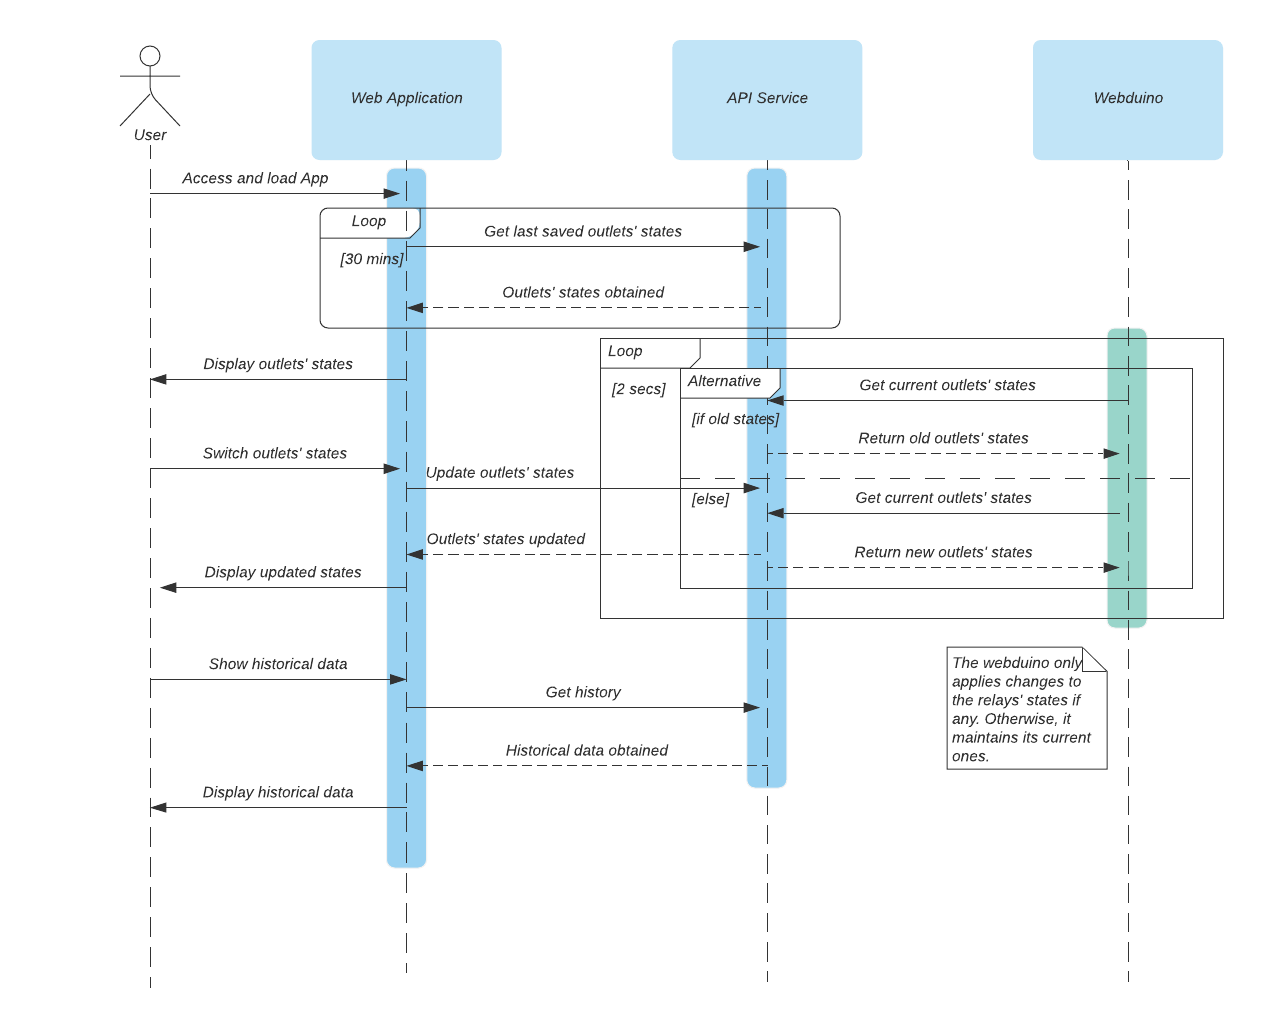 User
Web Application
API Service
Webduino
Access and load App
Loop
[30 mins]
Get last saved outlets' states
Outlets' states obtained
Display outlets' states
Loop
[2 secs]
Alternative
[if old states]
Get current outlets' states
Return old outlets' states
Switch outlets' states
Update outlets' states
[else]
Get current outlets' states
Outlets' states updated
Return new outlets' states
Display updated states
Show historical data
Get history
Historical data obtained
Display historical data
The webduino only
applies changes to
the relays' states if
any. Otherwise, it
maintains its current
ones.